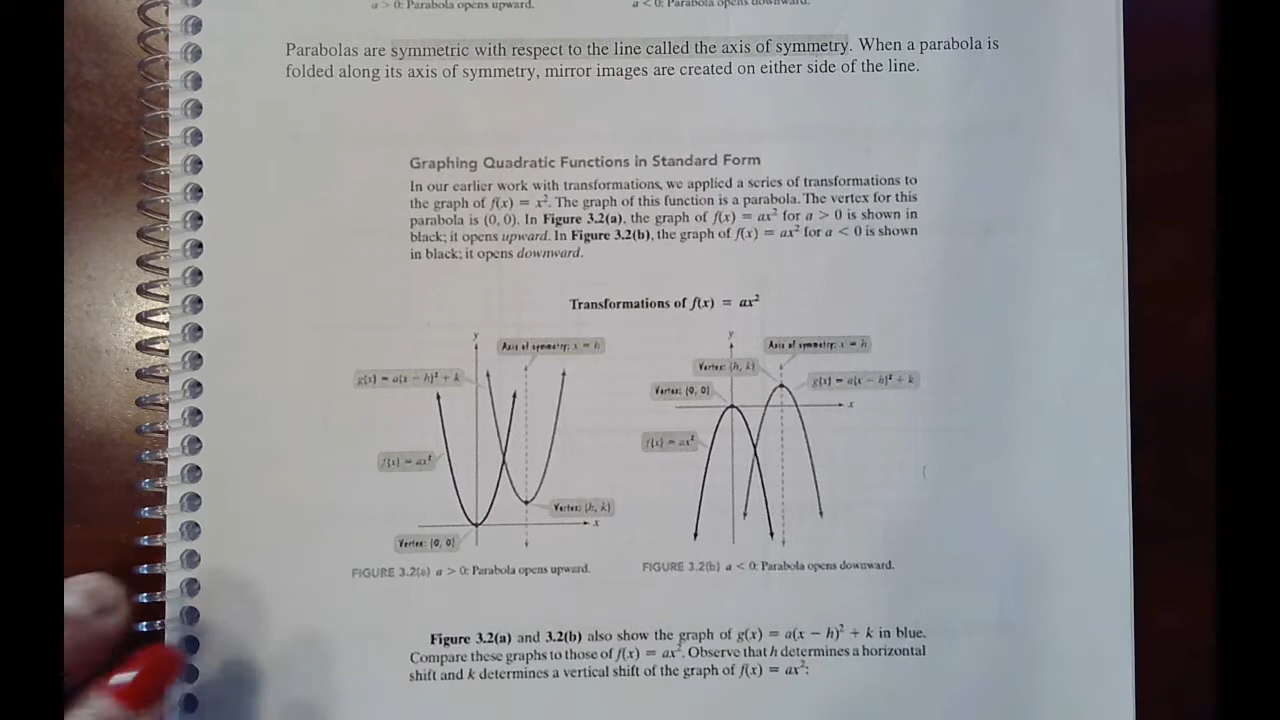 a > 0: Parabola opens upward.
a < 0: Parabola opens downward.
Parabolas are symmetric with respect to the line called the axis of symmetry. When a parabola is
folded along its axis of symmetry, mirror images are created on either side of the line.
Graphing Quadratic Functions in Standard Form
In our earlier work with transformations, we applied a series of transformations to
the graph of f(x) = x². The graph of this function is a parabola. The vertex for this
parabola is (0, 0). In Figure 3.2(a), the graph of f(x) = ax² for a > 0 is shown in
black; it opens upward. In Figure 3.2(b), the graph of f(x) = ax² for a < 0 is shown
in black; it opens downward.
Transformations of f(x) = ax²
y
Axis of symmetry: x = h
g(x) = a(x − h)² + k
f(x) = ax²
Vertex: (h, k)
x
Vertex: (0, 0)
FIGURE 3.2(a) a > 0: Parabola opens upward.
y
Axis of symmetry: x = h
Vertex: (h, k)
g(x) = a(x − h)² + k
Vertex: (0, 0)
x
f(x) = ax²
FIGURE 3.2(b) a < 0: Parabola opens downward.
Figure 3.2(a) and 3.2(b) also show the graph of g(x) = a(x − h)² + k in blue.
Compare these graphs to those of f(x) = ax². Observe that h determines a horizontal
shift and k determines a vertical shift of the graph of f(x) = ax²: